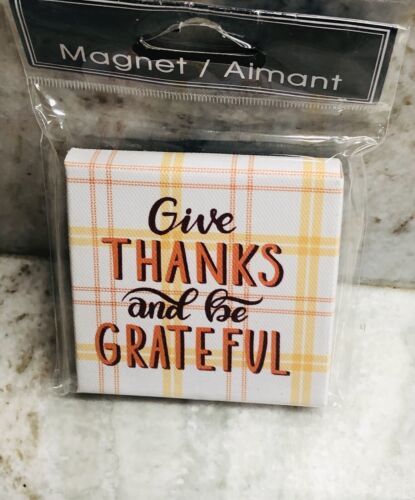 Magnet / Aimant
Give
THANKS
and be
GRATEFUL